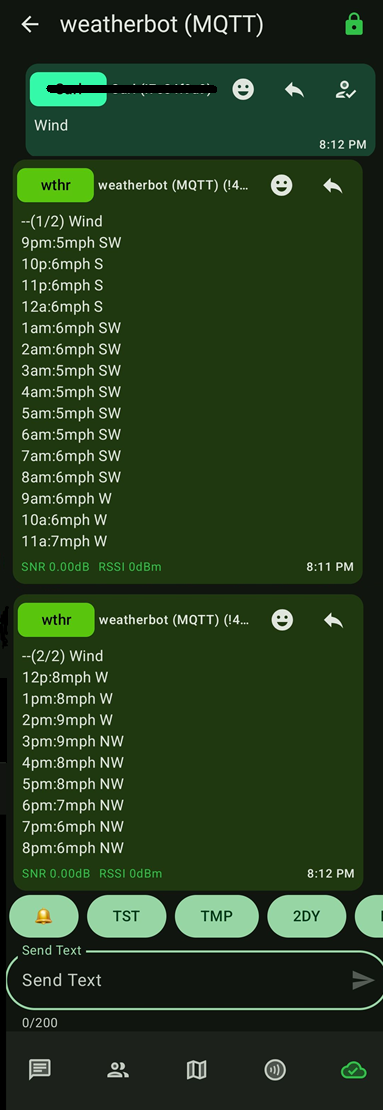 weatherbot (MQTT)
Wind
8:12 PM
wthr
weatherbot (MQTT) (!4...
--(1/2) Wind
9pm:5mph SW
10p:6mph S
11p:6mph S
12a:6mph S
1am:6mph SW
2am:6mph SW
3am:5mph SW
4am:5mph SW
5am:5mph SW
6am:5mph SW
7am:6mph SW
8am:6mph SW
9am:6mph W
10a:6mph W
11a:7mph W
SNR 0.00dB RSSI 0dBm
8:11 PM
wthr
weatherbot (MQTT) (!4...
--(2/2) Wind
12p:8mph W
1pm:8mph W
2pm:9mph W
3pm:9mph NW
4pm:8mph NW
5pm:8mph NW
6pm:7mph NW
7pm:6mph NW
8pm:6mph NW
SNR 0.00dB RSSI 0dBm
8:12 PM
TST
TMP
2DY
Send Text
Send Text
0/200